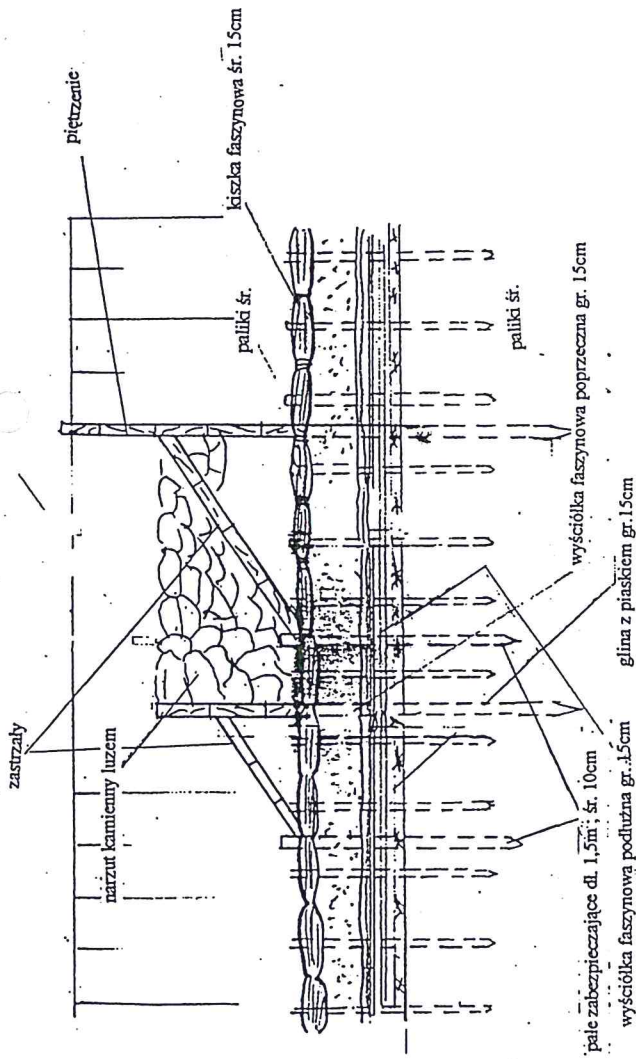 piętrzenie
kiszka faszynowa śr. 15cm
paliki śr.
zastrzały
narzut kamienny luzem
paliki śr.
wyściółka faszynowa poprzeczna gr. 15cm
glina z piaskiem gr.15cm
pale zabezpieczające dł. 1,5m; śr. 10cm
wyściółka faszynowa podłużna gr. 15cm